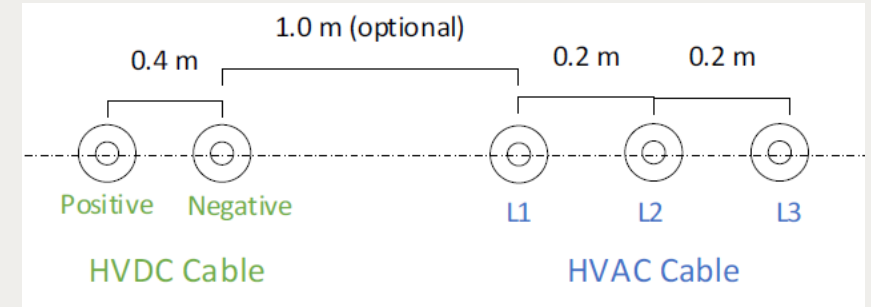 1.0 m (optional)
0.4 m
0.2 m
0.2 m
Positive
Negative
L1
L2
L3
HVDC Cable
HVAC Cable